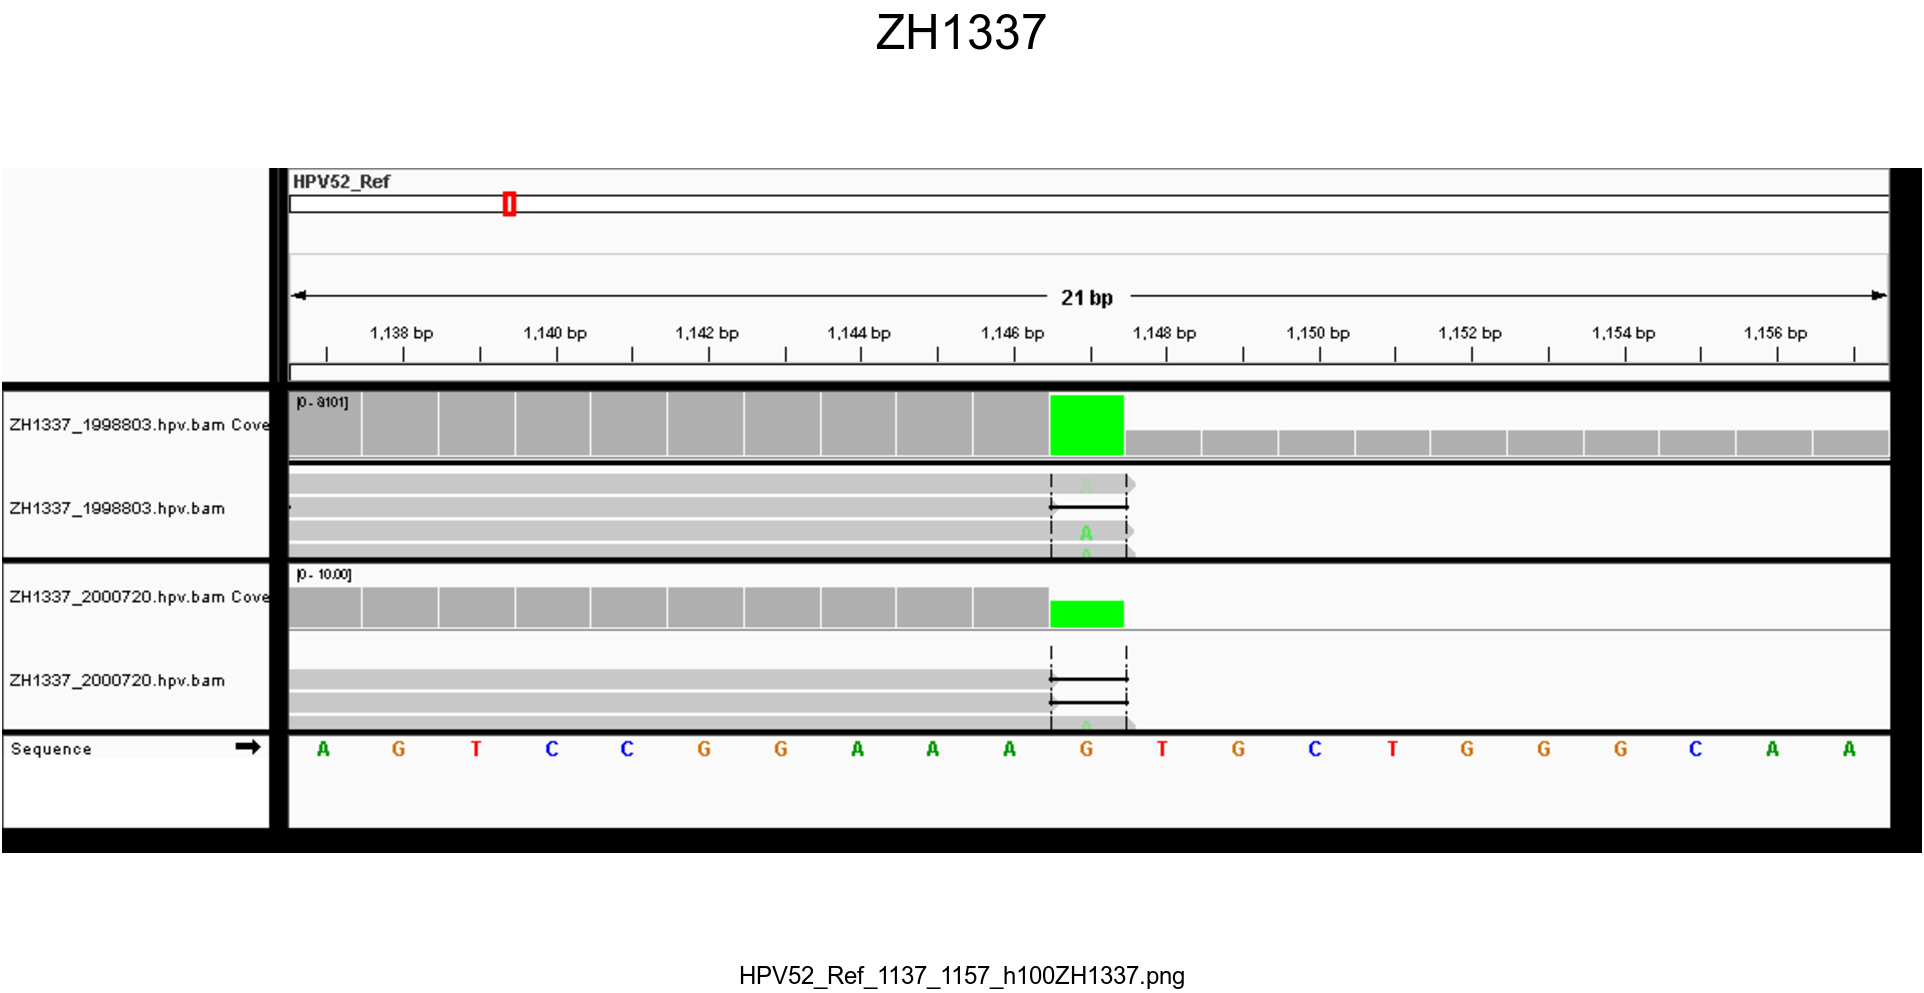 ZH1337
HPV52_Ref
21 bp
1,138 bp 1,140 bp 1,142 bp 1,144 bp 1,146 bp 1,148 bp 1,150 bp 1,152 bp 1,154 bp 1,156 bp
[0 - 8101]
ZH1337_1998803.hpv.bam Cove
A
ZH1337_1998803.hpv.bam
A
A
[0 - 10.00]
ZH1337_2000720.hpv.bam Cove
ZH1337_2000720.hpv.bam
A
Sequence A G T C C G G A A A G T G C T G G G C A A
HPV52_Ref_1137_1157_h100ZH1337.png